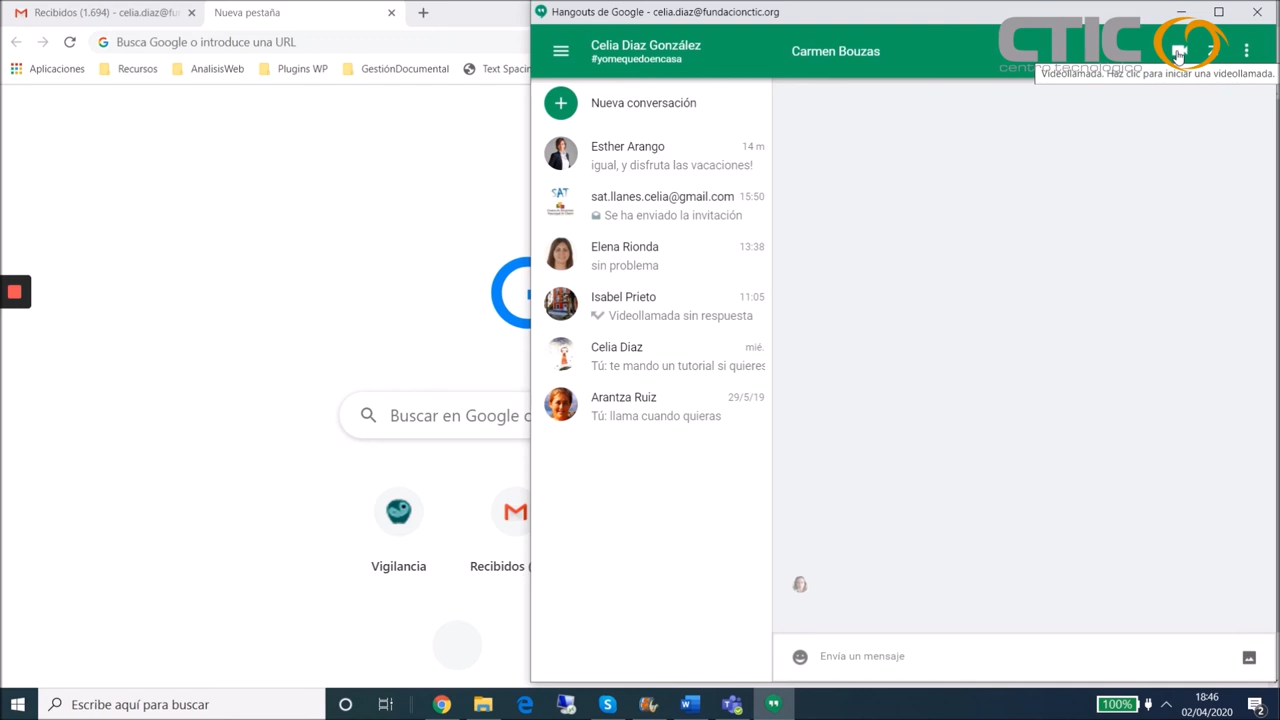 Recibidos (1.694) - celia.diaz@fu
Nueva pestaña
Busca Google o introduce una URL
Aplicaciones
Recursos
AnalisisWeb
Plugins WP
GestiónDocumental
Text Spacin
Buscar en Google o
Vigilancia
Recibidos (
Hangouts de Google - celia.diaz@fundacionctic.org
Celia Diaz González
#yomequedoencasa
Carmen Bouzas
CTIC
centro tecnológico
Videollamada. Haz clic para iniciar una videollamada.
Nueva conversación
Esther Arango 14 m
igual, y disfruta las vacaciones!
SAT
sat.llanes.celia@gmail.com 15:50
Se ha enviado la invitación
Elena Rionda 13:38
sin problema
Isabel Prieto 11:05
Videollamada sin respuesta
Celia Diaz mié.
Tú: te mando un tutorial si quieres
Arantza Ruiz 29/5/19
Tú: llama cuando quieras
Envía un mensaje
Escribe aquí para buscar
100%
18:46
02/04/2020
2